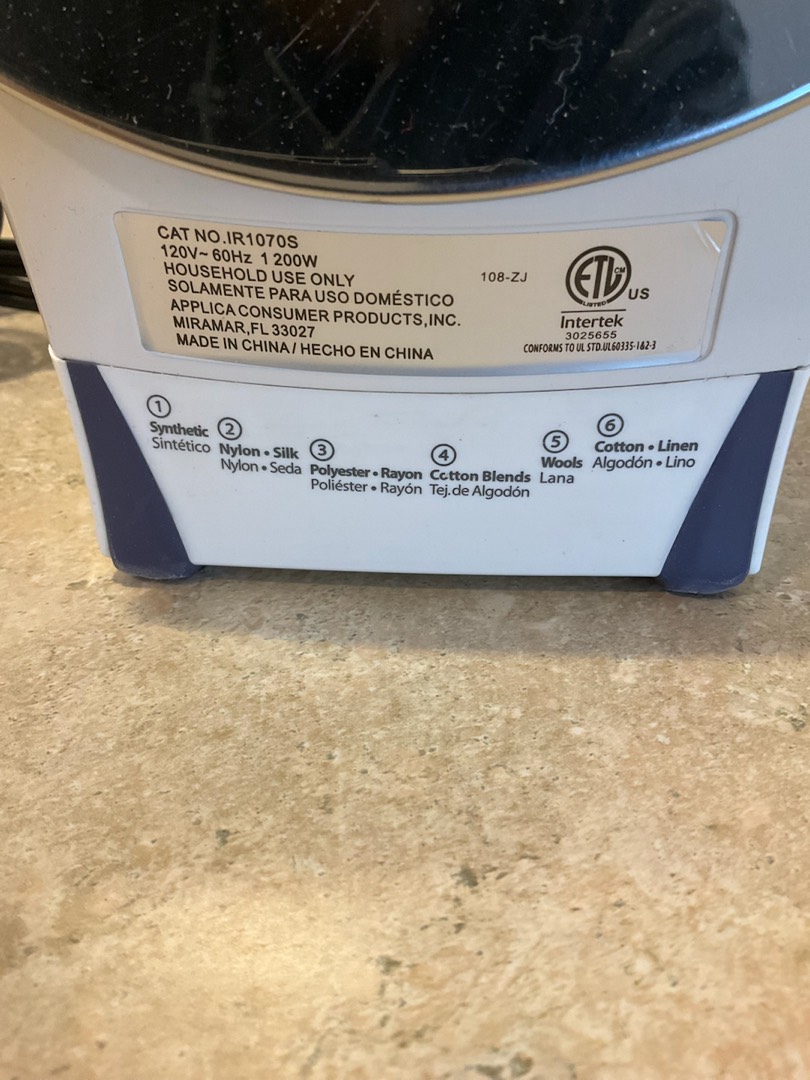 CAT NO.IR1070S
120V~ 60Hz 1 200W
HOUSEHOLD USE ONLY
SOLAMENTE PARA USO DOMÉSTICO
APPLICA CONSUMER PRODUCTS,INC.
MIRAMAR,FL 33027
MADE IN CHINA / HECHO EN CHINA
108-ZJ
ETL CM
LISTED
US
Intertek
3025655
CONFORMS TO UL STD.UL60335-1&2-3
1
Synthetic
Sintético
2
Nylon • Silk
Nylon • Seda
3
Polyester • Rayon
Poliéster • Rayón
4
Cotton Blends
Tej. de Algodón
5
Wools
Lana
6
Cotton • Linen
Algodón • Lino